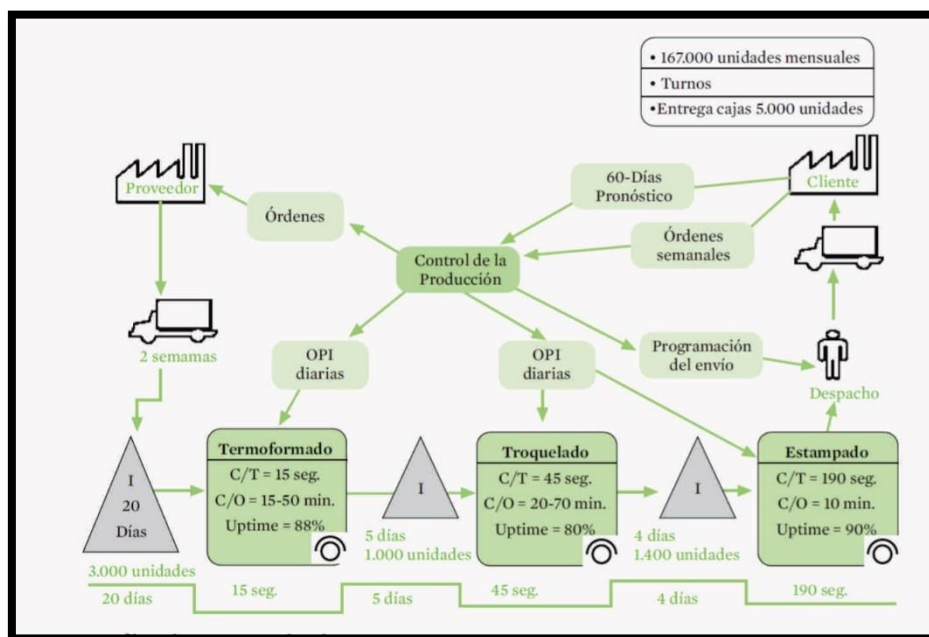 • 167.000 unidades mensuales
• Turnos
•Entrega cajas 5.000 unidades
Proveedor
Órdenes
60-Días
Pronóstico
Cliente
Órdenes
semanales
Control de la
Producción
2 semamas
OPI
diarias
OPI
diarias
Programación
del envío
Despacho
I
20
Días
3.000 unidades
Termoformado
C/T = 15 seg.
C/O = 15-50 min.
Uptime = 88%
I
5 días
1.000 unidades
Troquelado
C/T = 45 seg.
C/O = 20-70 min.
Uptime = 80%
I
4 días
1.400 unidades
Estampado
C/T = 190 seg.
C/O = 10 min.
Uptime = 90%
20 días
15 seg.
5 días
45 seg.
4 días
190 seg.